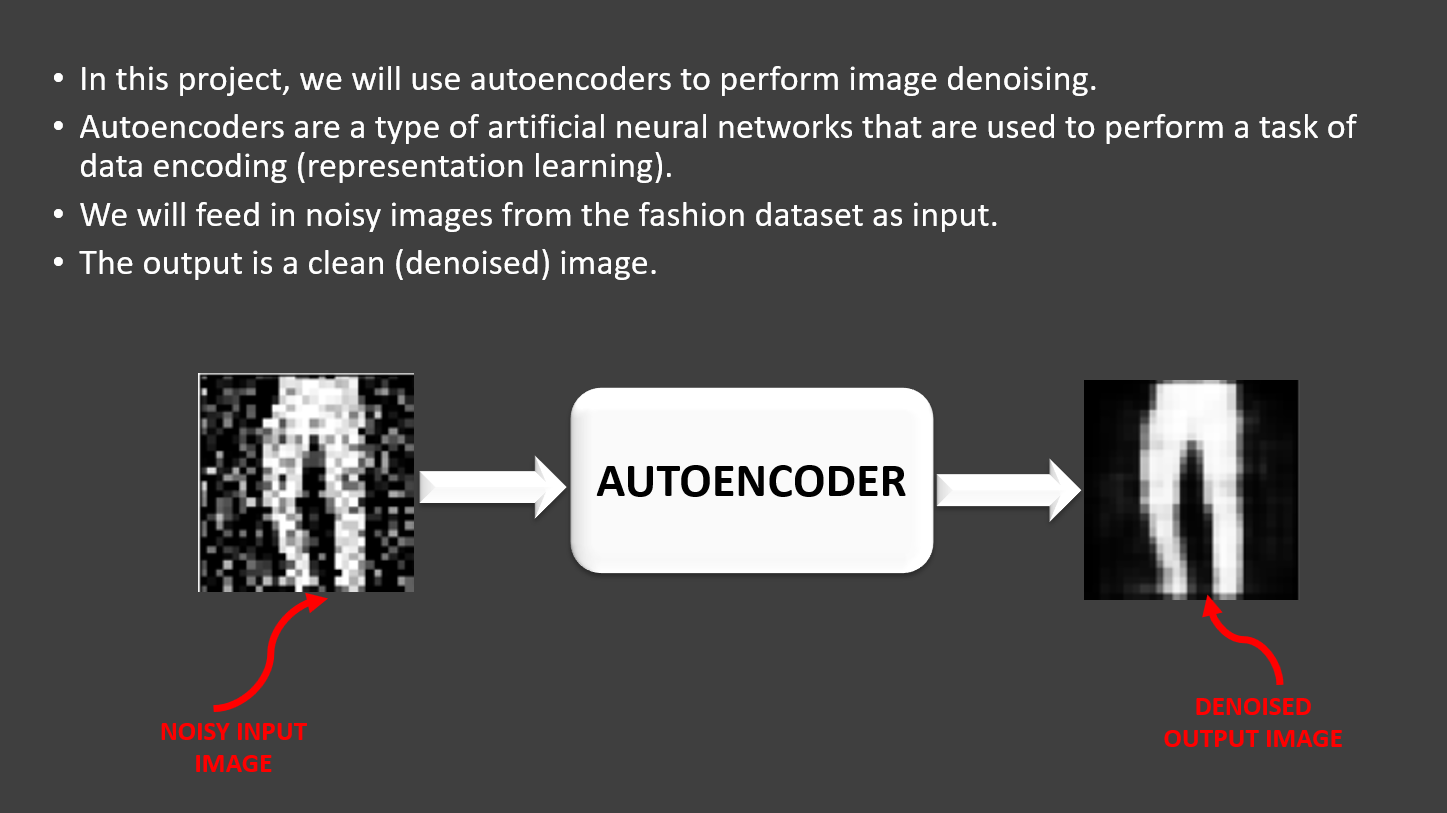 • In this project, we will use autoencoders to perform image denoising.
• Autoencoders are a type of artificial neural networks that are used to perform a task of
data encoding (representation learning).
• We will feed in noisy images from the fashion dataset as input.
• The output is a clean (denoised) image.
AUTOENCODER
NOISY INPUT
IMAGE
DENOISED
OUTPUT IMAGE